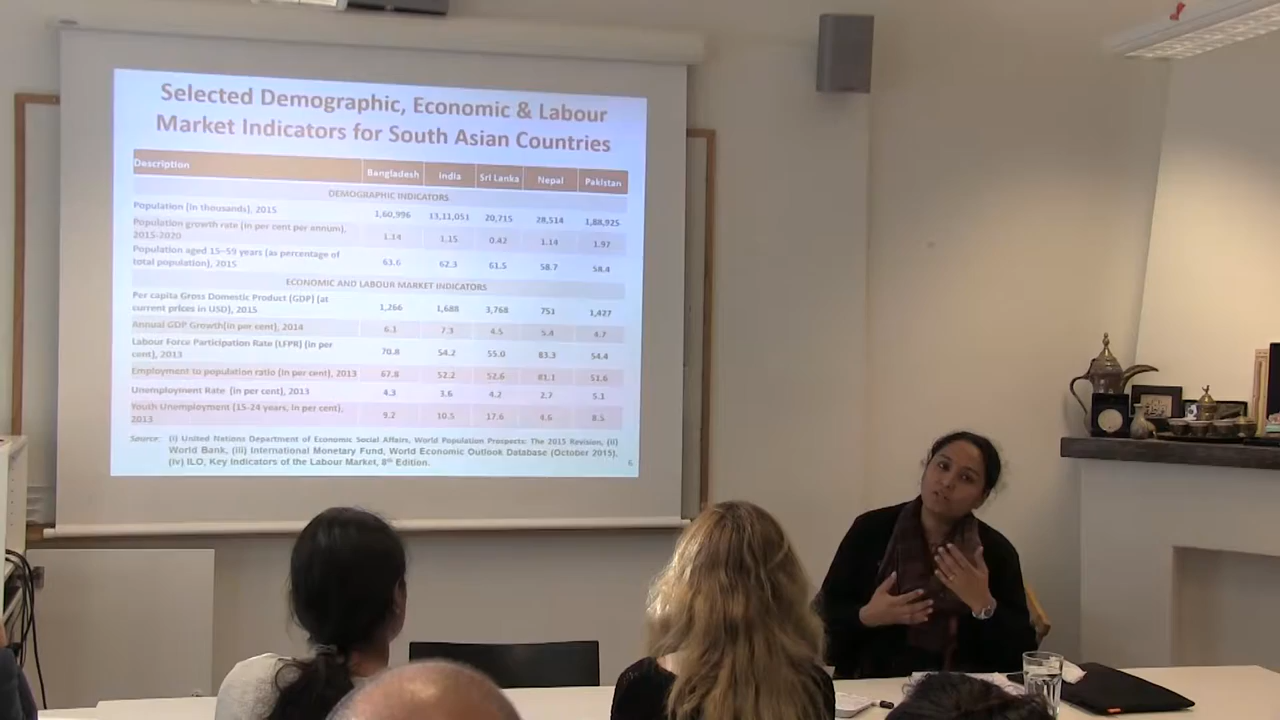 Selected Demographic, Economic & Labour
Market Indicators for South Asian Countries
Description Bangladesh India Sri Lanka Nepal Pakistan
DEMOGRAPHIC INDICATORS
Population (in thousands), 2015 1,60,996 13,11,051 20,715 28,514 1,88,925
Population growth rate (in per cent per annum),
2015-2020 1.14 1.15 0.42 1.14 1.97
Population aged 15–59 years (as percentage of
total population), 2015 63.6 62.3 61.5 58.7 58.4
ECONOMIC AND LABOUR MARKET INDICATORS
Per capita Gross Domestic Product (GDP) (at
current prices in USD), 2015 1,266 1,688 3,768 751 1,427
Annual GDP Growth(in per cent), 2014 6.1 7.3 4.5 5.4 4.7
Labour Force Participation Rate (LFPR) (in per
cent), 2013 70.8 54.2 55.0 83.3 54.4
Employment to population ratio (in per cent), 2013 67.8 52.2 52.6 81.1 51.6
Unemployment Rate (in per cent), 2013 4.3 3.6 4.2 2.7 5.1
Youth Unemployment (15-24 years, in per cent),
2013 9.2 10.5 17.6 4.6 8.5
Source: (i) United Nations Department of Economic Social Affairs, World Population Prospects: The 2015 Revision, (ii)
World Bank, (iii) International Monetary Fund, World Economic Outlook Database (October 2015).
(iv) ILO, Key Indicators of the Labour Market, 8th Edition.
6